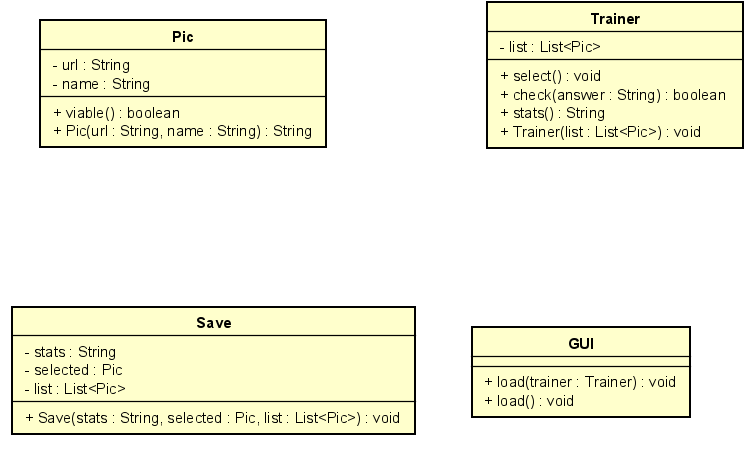 Pic
- url : String
- name : String
+ viable() : boolean
+ Pic(url : String, name : String) : String
Trainer
- list : List<Pic>
+ select() : void
+ check(answer : String) : boolean
+ stats() : String
+ Trainer(list : List<Pic>) : void
Save
- stats : String
- selected : Pic
- list : List<Pic>
+ Save(stats : String, selected : Pic, list : List<Pic>) : void
GUI
+ load(trainer : Trainer) : void
+ load() : void